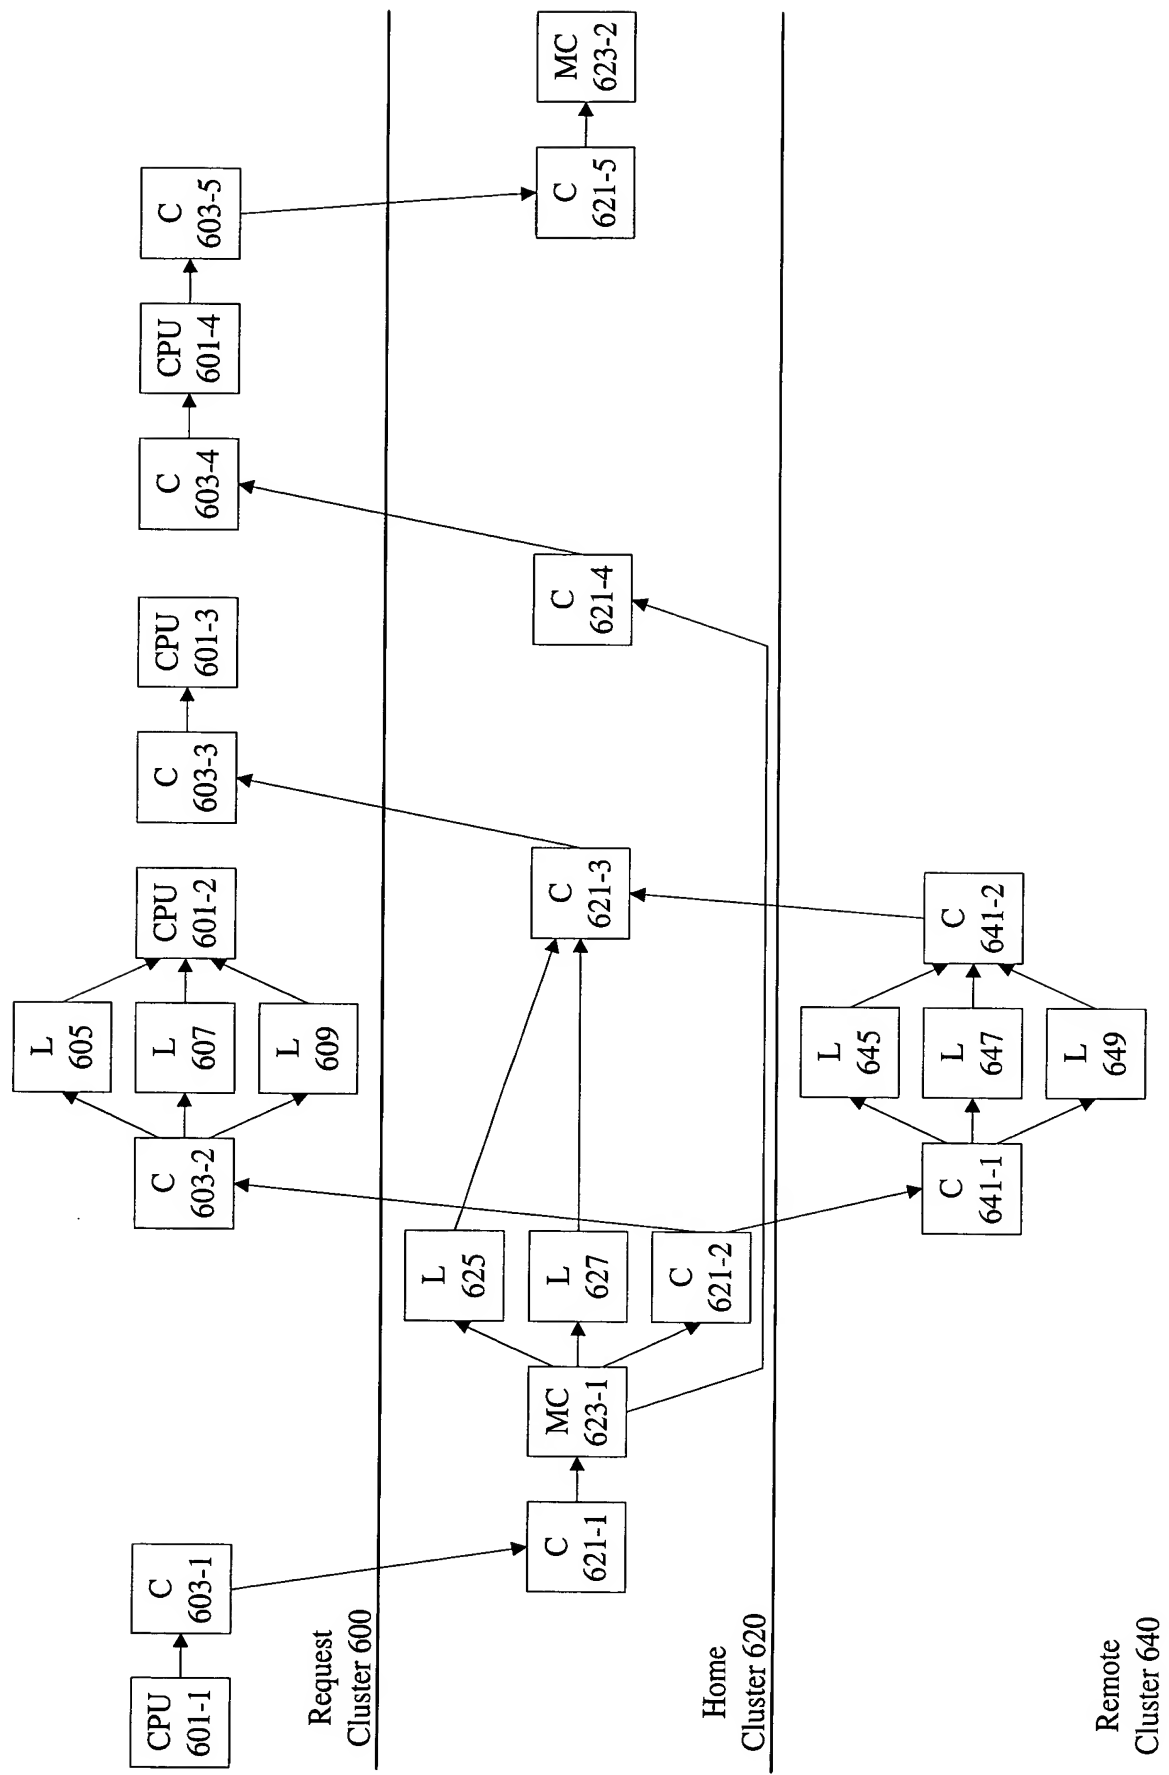 CPU
601-1
C
603-1
C
603-2
L
605
L
607
L
609
CPU
601-2
C
603-3
CPU
601-3
C
603-4
CPU
601-4
C
603-5
Request
Cluster 600
C
621-1
MC
623-1
L
625
L
627
C
621-2
C
621-3
C
621-4
C
621-5
MC
623-2
Home
Cluster 620
C
641-1
L
645
L
647
L
649
C
641-2
Remote
Cluster 640